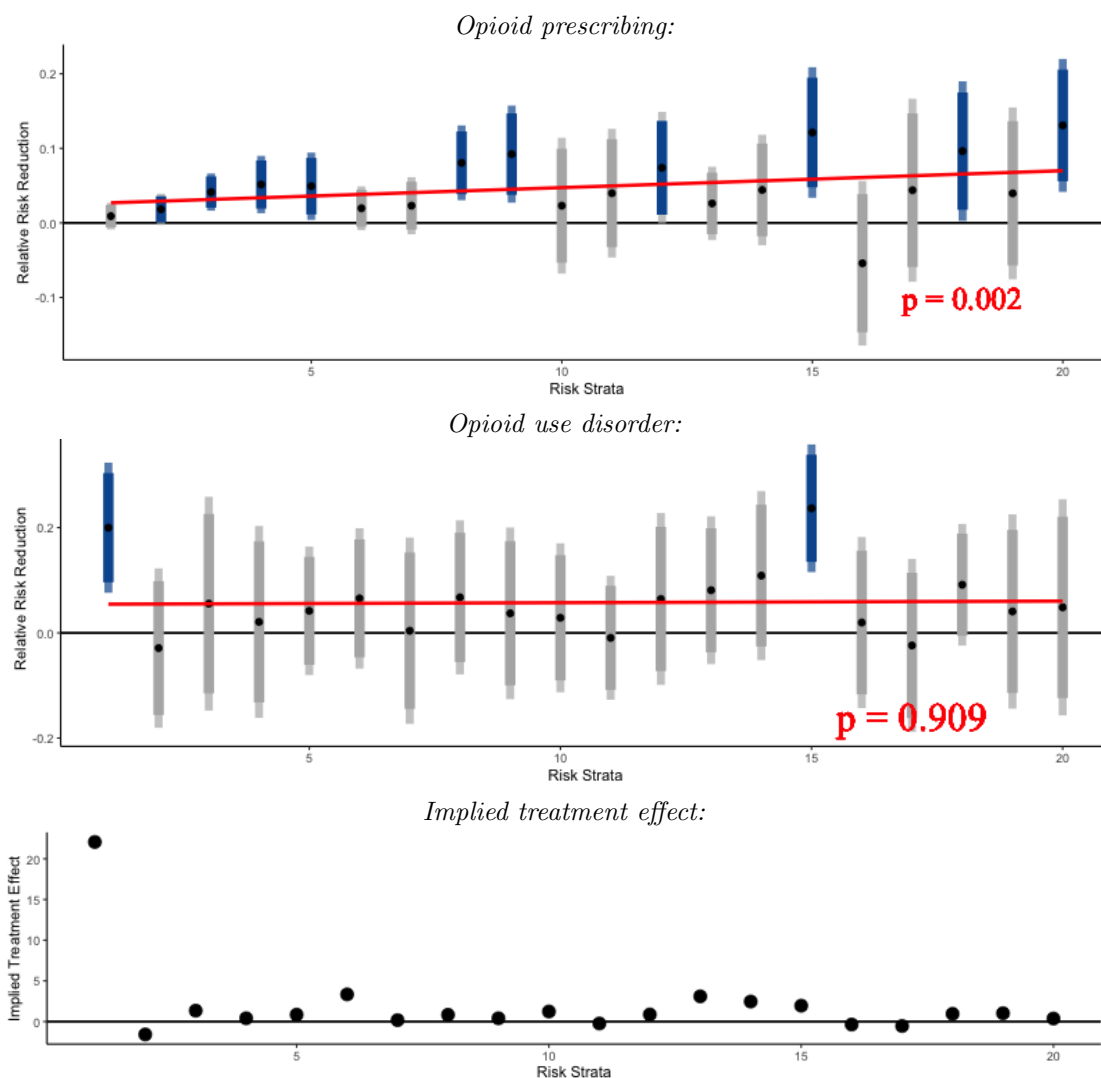 Opioid prescribing:
0.2
0.1
0.0
-0.1
Relative Risk Reduction
p = 0.002
5
10
15
20
Risk Strata
Opioid use disorder:
0.2
0.0
-0.2
Relative Risk Reduction
p = 0.909
5
10
15
20
Risk Strata
Implied treatment effect:
20
15
10
5
0
Implied Treatment Effect
5
10
15
20
Risk Strata